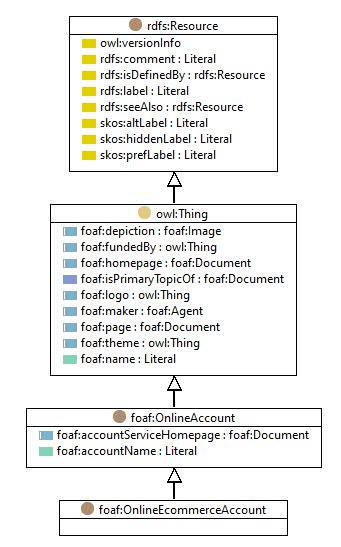 rdfs:Resource
owl:versionInfo
rdfs:comment : Literal
rdfs:isDefinedBy : rdfs:Resource
rdfs:label : Literal
rdfs:seeAlso : rdfs:Resource
skos:altLabel : Literal
skos:hiddenLabel : Literal
skos:prefLabel : Literal
owl:Thing
foaf:depiction : foaf:Image
foaf:fundedBy : owl:Thing
foaf:homepage : foaf:Document
foaf:isPrimaryTopicOf : foaf:Document
foaf:logo : owl:Thing
foaf:maker : foaf:Agent
foaf:page : foaf:Document
foaf:theme : owl:Thing
foaf:name : Literal
foaf:OnlineAccount
foaf:accountServiceHomepage : foaf:Document
foaf:accountName : Literal
foaf:OnlineEcommerceAccount